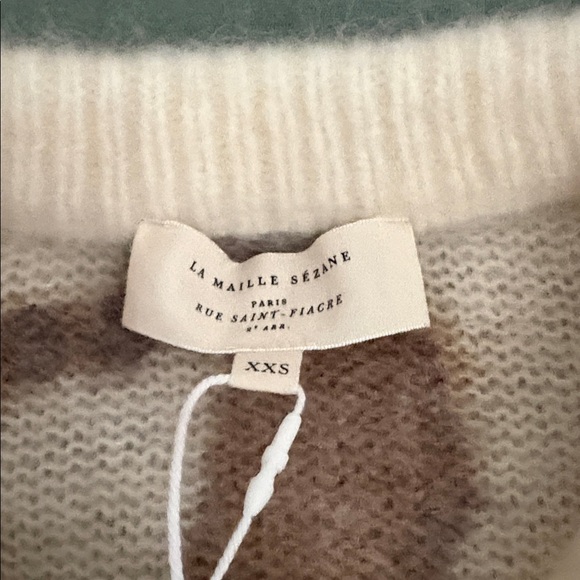 LA MAILLE SÉZANE
PARIS
RUE SAINT-FIACRE
2ᵉ ARR.
XXS